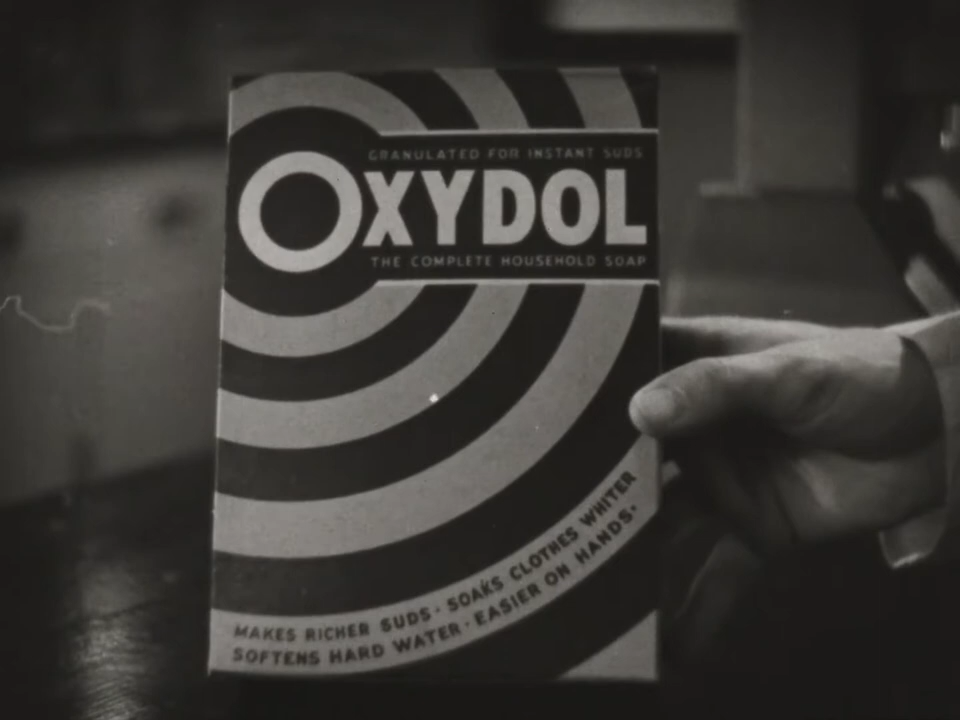 GRANULATED FOR INSTANT SUDS
OXYDOL
THE COMPLETE HOUSEHOLD SOAP
MAKES RICHER SUDS · SOAKS CLOTHES WHITER
SOFTENS HARD WATER · EASIER ON HANDS ·